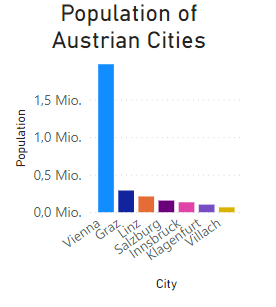 Population of
Austrian Cities
Population
1,5 Mio.
1,0 Mio.
0,5 Mio.
0,0 Mio.
Vienna
Graz
Linz
Salzburg
Innsbruck
Klagenfurt
Villach
City